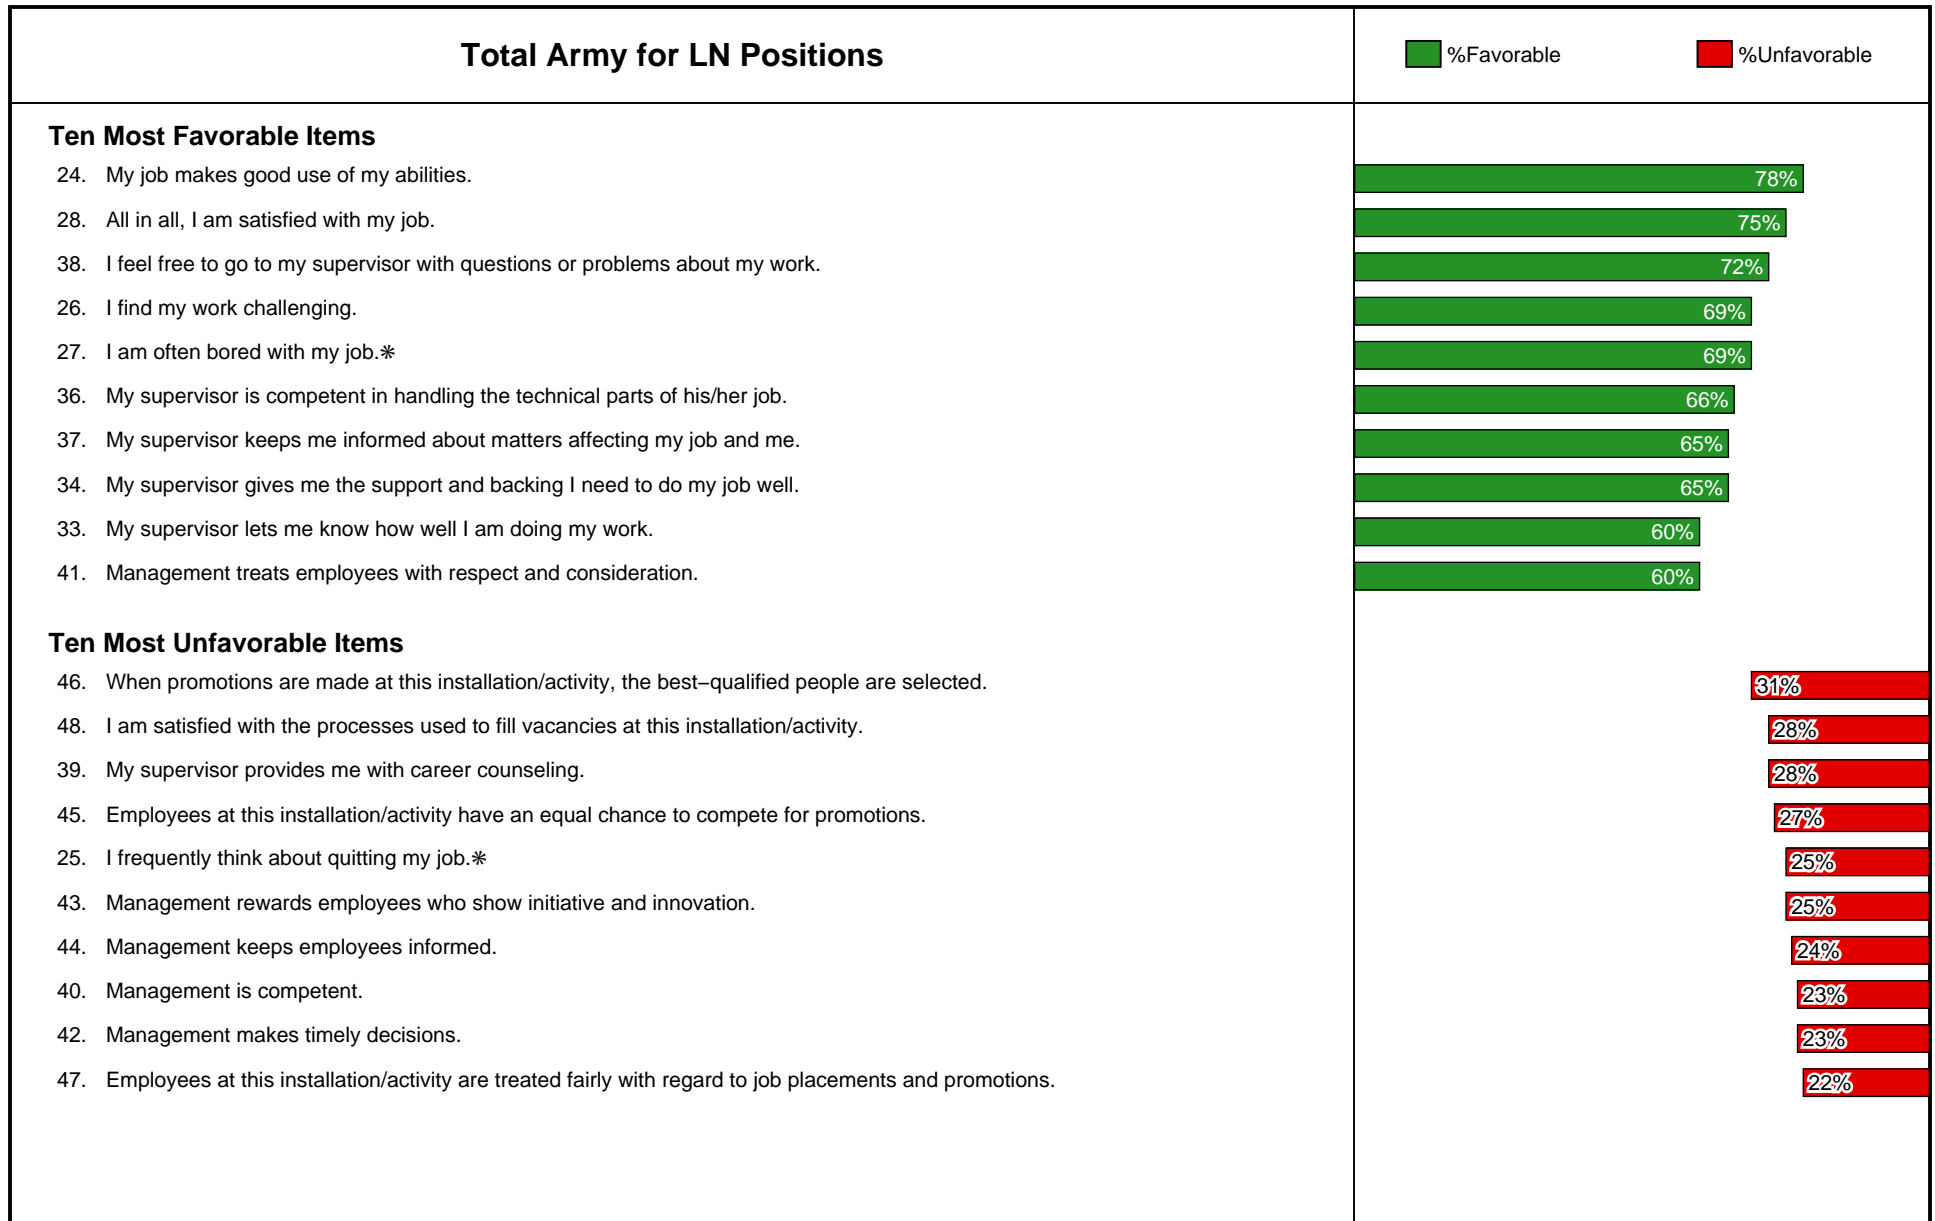 Total Army for LN Positions
%Favorable %Unfavorable
Ten Most Favorable Items
24. My job makes good use of my abilities. 78%
28. All in all, I am satisfied with my job. 75%
38. I feel free to go to my supervisor with questions or problems about my work. 72%
26. I find my work challenging. 69%
27. I am often bored with my job.* 69%
36. My supervisor is competent in handling the technical parts of his/her job. 66%
37. My supervisor keeps me informed about matters affecting my job and me. 65%
34. My supervisor gives me the support and backing I need to do my job well. 65%
33. My supervisor lets me know how well I am doing my work. 60%
41. Management treats employees with respect and consideration. 60%
Ten Most Unfavorable Items
46. When promotions are made at this installation/activity, the best−qualified people are selected. 31%
48. I am satisfied with the processes used to fill vacancies at this installation/activity. 28%
39. My supervisor provides me with career counseling. 28%
45. Employees at this installation/activity have an equal chance to compete for promotions. 27%
25. I frequently think about quitting my job.* 25%
43. Management rewards employees who show initiative and innovation. 25%
44. Management keeps employees informed. 24%
40. Management is competent. 23%
42. Management makes timely decisions. 23%
47. Employees at this installation/activity are treated fairly with regard to job placements and promotions. 22%